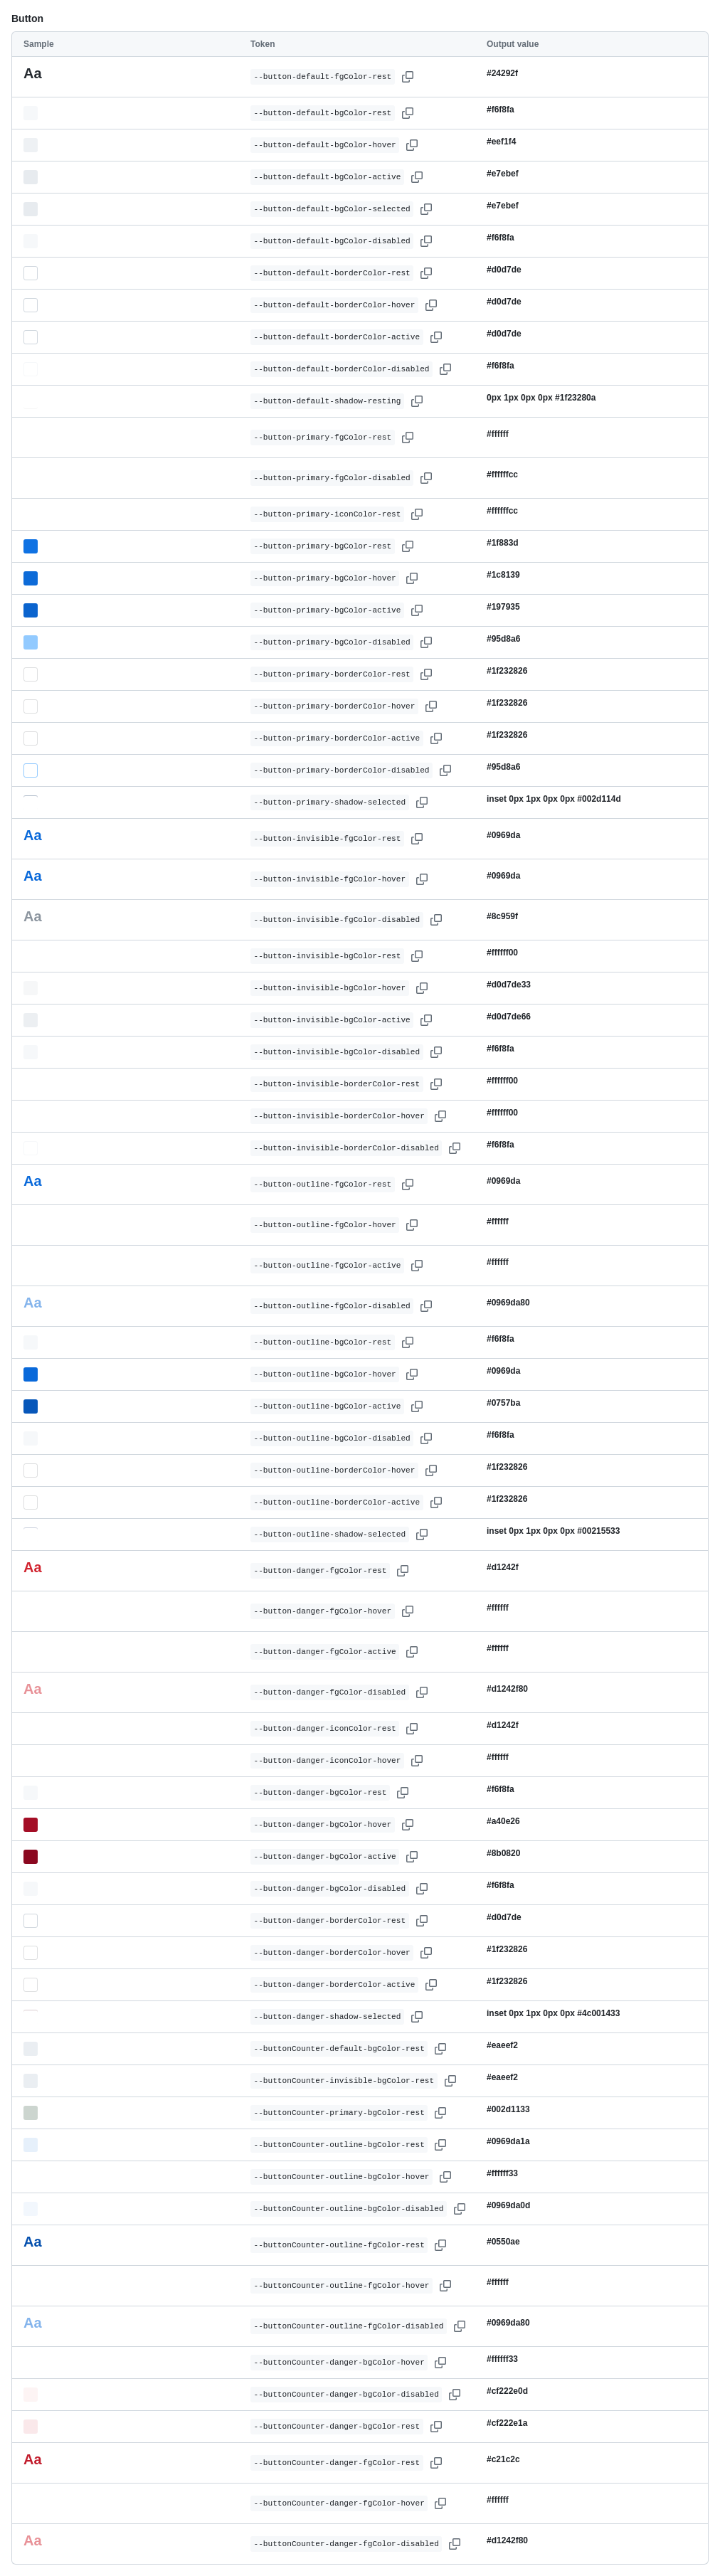 Button
Sample Token Output value
Aa --button-default-fgColor-rest #24292f
--button-default-bgColor-rest #f6f8fa
--button-default-bgColor-hover #eef1f4
--button-default-bgColor-active #e7ebef
--button-default-bgColor-selected #e7ebef
--button-default-bgColor-disabled #f6f8fa
--button-default-borderColor-rest #d0d7de
--button-default-borderColor-hover #d0d7de
--button-default-borderColor-active #d0d7de
--button-default-borderColor-disabled #f6f8fa
--button-default-shadow-resting 0px 1px 0px 0px #1f23280a
--button-primary-fgColor-rest #ffffff
--button-primary-fgColor-disabled #ffffffcc
--button-primary-iconColor-rest #ffffffcc
--button-primary-bgColor-rest #1f883d
--button-primary-bgColor-hover #1c8139
--button-primary-bgColor-active #197935
--button-primary-bgColor-disabled #95d8a6
--button-primary-borderColor-rest #1f232826
--button-primary-borderColor-hover #1f232826
--button-primary-borderColor-active #1f232826
--button-primary-borderColor-disabled #95d8a6
--button-primary-shadow-selected inset 0px 1px 0px 0px #002d114d
Aa --button-invisible-fgColor-rest #0969da
Aa --button-invisible-fgColor-hover #0969da
Aa --button-invisible-fgColor-disabled #8c959f
--button-invisible-bgColor-rest #ffffff00
--button-invisible-bgColor-hover #d0d7de33
--button-invisible-bgColor-active #d0d7de66
--button-invisible-bgColor-disabled #f6f8fa
--button-invisible-borderColor-rest #ffffff00
--button-invisible-borderColor-hover #ffffff00
--button-invisible-borderColor-disabled #f6f8fa
Aa --button-outline-fgColor-rest #0969da
--button-outline-fgColor-hover #ffffff
--button-outline-fgColor-active #ffffff
Aa --button-outline-fgColor-disabled #0969da80
--button-outline-bgColor-rest #f6f8fa
--button-outline-bgColor-hover #0969da
--button-outline-bgColor-active #0757ba
--button-outline-bgColor-disabled #f6f8fa
--button-outline-borderColor-hover #1f232826
--button-outline-borderColor-active #1f232826
--button-outline-shadow-selected inset 0px 1px 0px 0px #00215533
Aa --button-danger-fgColor-rest #d1242f
--button-danger-fgColor-hover #ffffff
--button-danger-fgColor-active #ffffff
Aa --button-danger-fgColor-disabled #d1242f80
--button-danger-iconColor-rest #d1242f
--button-danger-iconColor-hover #ffffff
--button-danger-bgColor-rest #f6f8fa
--button-danger-bgColor-hover #a40e26
--button-danger-bgColor-active #8b0820
--button-danger-bgColor-disabled #f6f8fa
--button-danger-borderColor-rest #d0d7de
--button-danger-borderColor-hover #1f232826
--button-danger-borderColor-active #1f232826
--button-danger-shadow-selected inset 0px 1px 0px 0px #4c001433
--buttonCounter-default-bgColor-rest #eaeef2
--buttonCounter-invisible-bgColor-rest #eaeef2
--buttonCounter-primary-bgColor-rest #002d1133
--buttonCounter-outline-bgColor-rest #0969da1a
--buttonCounter-outline-bgColor-hover #ffffff33
--buttonCounter-outline-bgColor-disabled #0969da0d
Aa --buttonCounter-outline-fgColor-rest #0550ae
--buttonCounter-outline-fgColor-hover #ffffff
Aa --buttonCounter-outline-fgColor-disabled #0969da80
--buttonCounter-danger-bgColor-hover #ffffff33
--buttonCounter-danger-bgColor-disabled #cf222e0d
--buttonCounter-danger-bgColor-rest #cf222e1a
Aa --buttonCounter-danger-fgColor-rest #c21c2c
--buttonCounter-danger-fgColor-hover #ffffff
Aa --buttonCounter-danger-fgColor-disabled #d1242f80